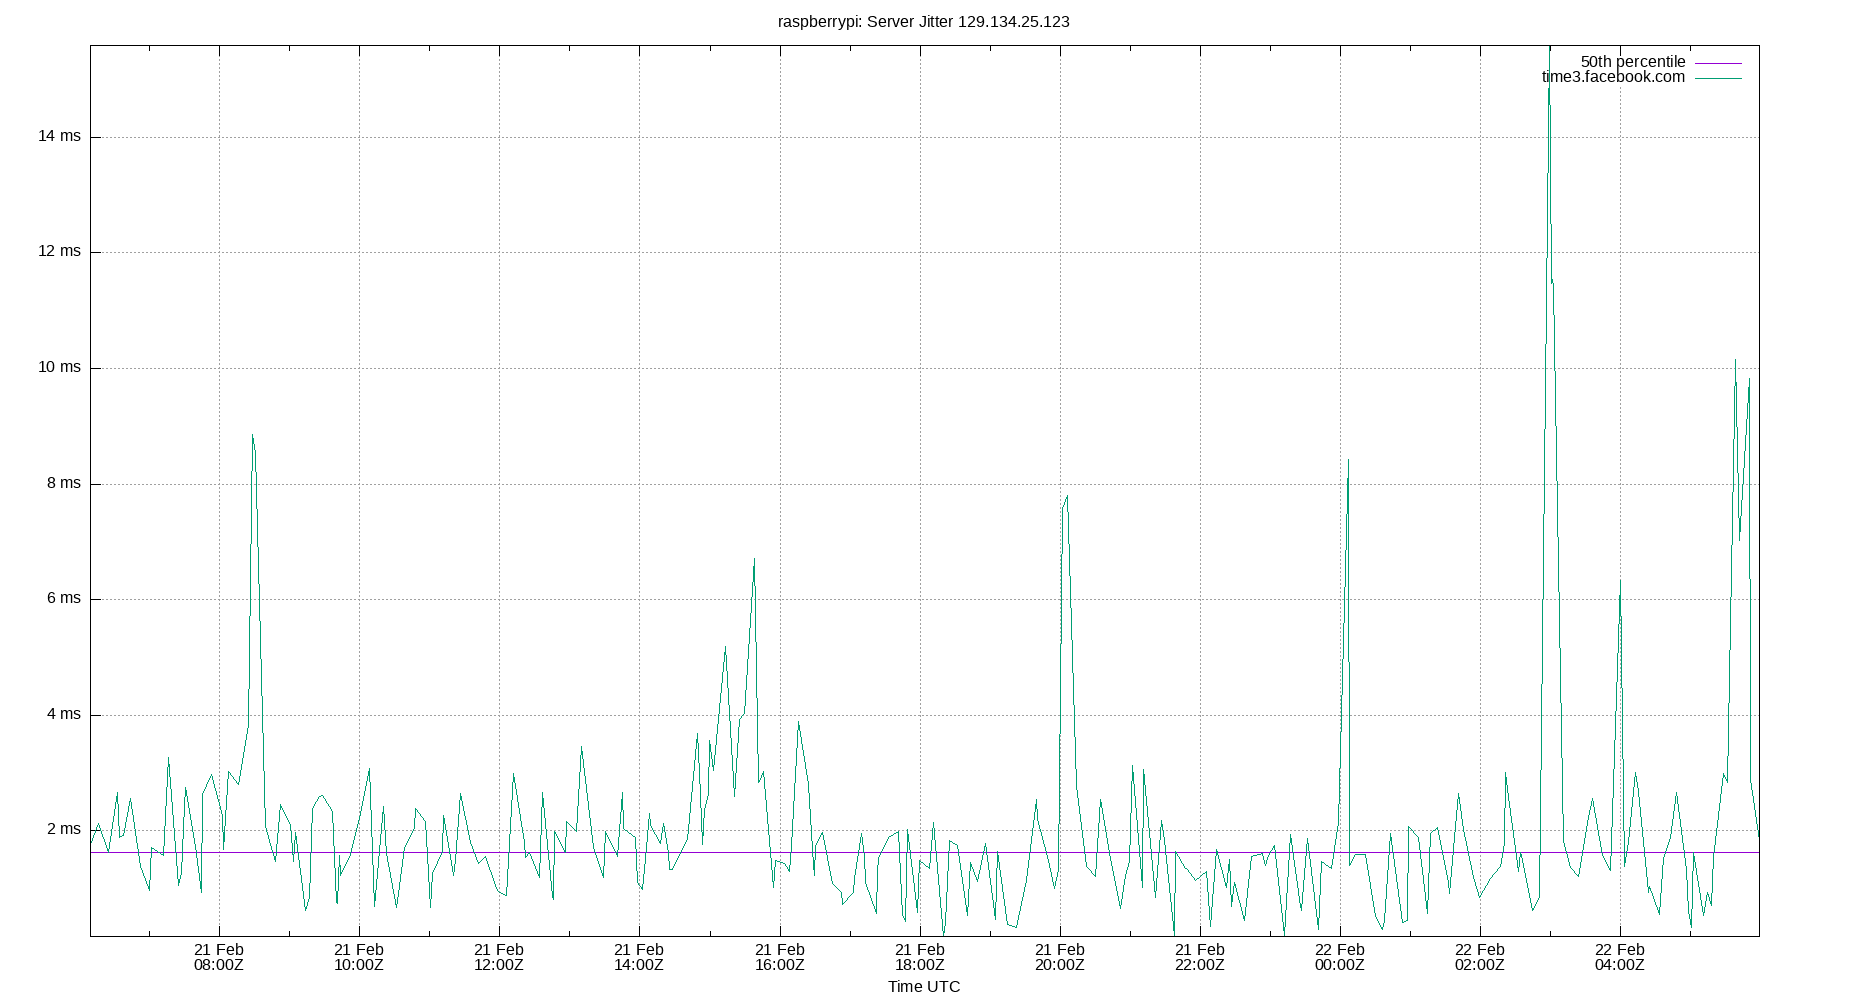 raspberrypi: Server Jitter 129.134.25.123
50th percentile
time3.facebook.com
14 ms
12 ms
10 ms
8 ms
6 ms
4 ms
2 ms
21 Feb 21 Feb 21 Feb 21 Feb 21 Feb 21 Feb 21 Feb 21 Feb 22 Feb 22 Feb 22 Feb
08:00Z 10:00Z 12:00Z 14:00Z 16:00Z 18:00Z 20:00Z 22:00Z 00:00Z 02:00Z 04:00Z
Time UTC